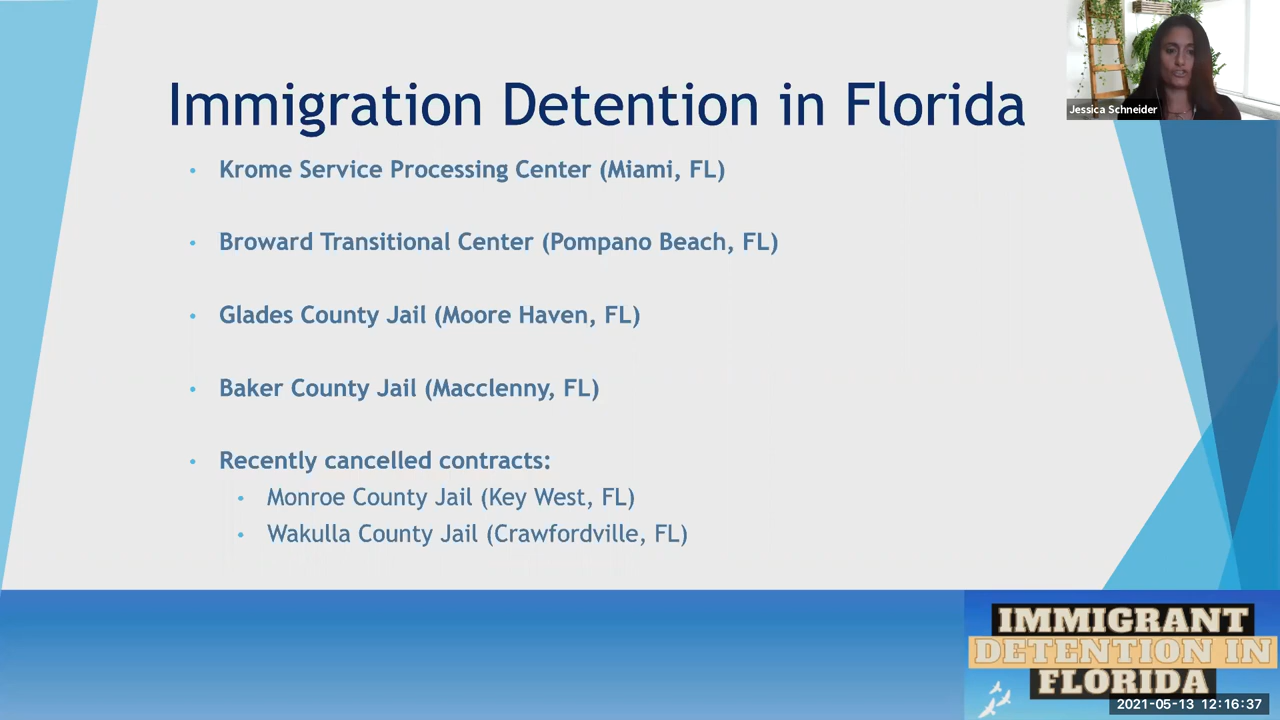 Immigration Detention in Florida
Jessica Schneider
• Krome Service Processing Center (Miami, FL)
• Broward Transitional Center (Pompano Beach, FL)
• Glades County Jail (Moore Haven, FL)
• Baker County Jail (Macclenny, FL)
• Recently cancelled contracts:
• Monroe County Jail (Key West, FL)
• Wakulla County Jail (Crawfordville, FL)
IMMIGRANT
DETENTION IN
FLORIDA
2021-05-13 12:16:37